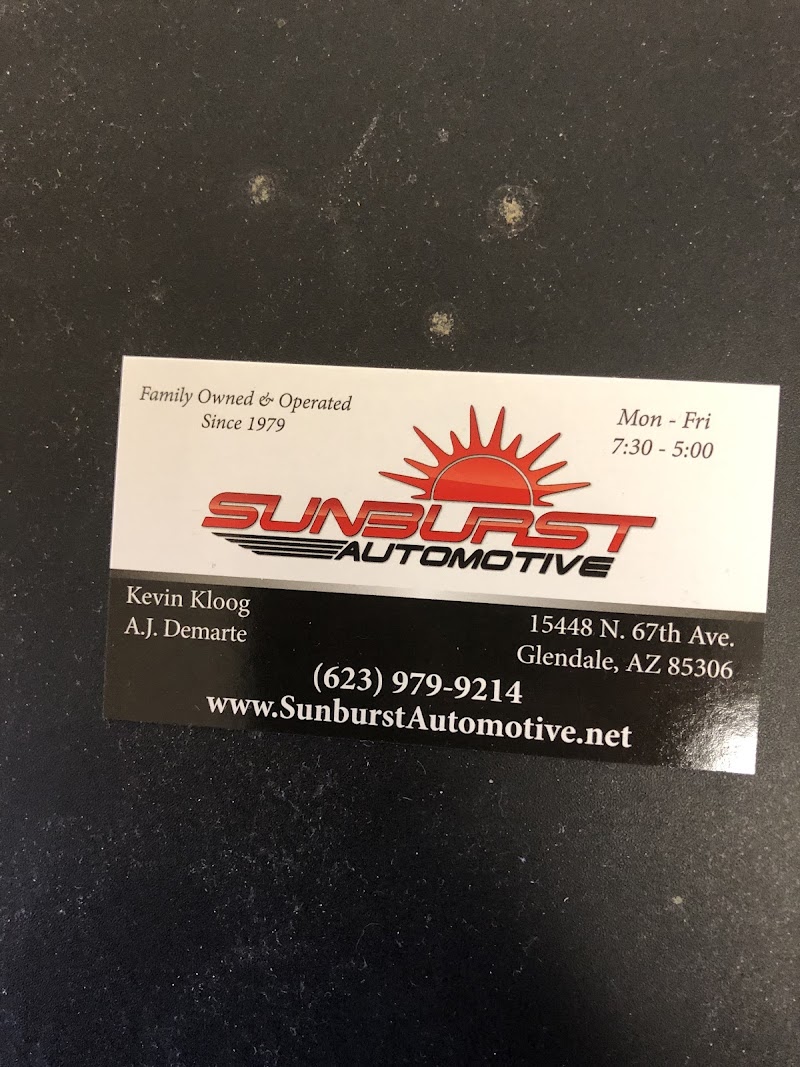 Family Owned & Operated
Since 1979
Mon - Fri
7:30 - 5:00
SUNBURST
AUTOMOTIVE
Kevin Kloog
A.J. Demarte
15448 N. 67th Ave.
Glendale, AZ 85306
(623) 979-9214
www.SunburstAutomotive.net